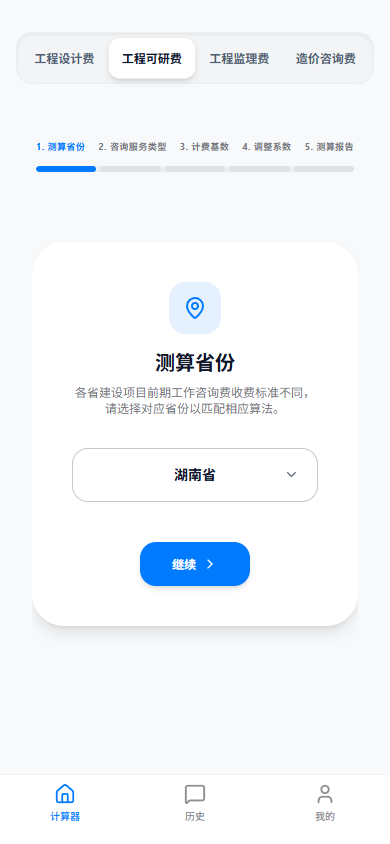 工程设计费 工程可研费 工程监理费 造价咨询费
1. 测算省份 2. 咨询服务类型 3. 计费基数 4. 调整系数 5. 测算报告
测算省份
各省建设项目前期工作咨询费收费标准不同，
请选择对应省份以匹配相应算法。
湖南省
继续
计算器 历史 我的